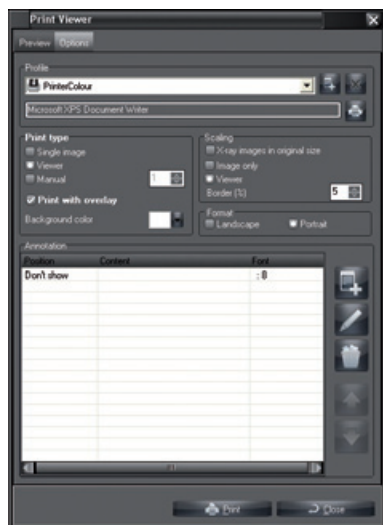 Print Viewer
Preview Options
Profile
PrinterColour
Microsoft XPS Document Writer
Print type
Single image
Viewer
Manual 1
Print with overlay
Background color
Scaling
X-ray images in original size
Image only
Viewer
Border (%) 5
Format
Landscape Portrait
Annotation
Position Content Font
Don't show : 8
Print Close